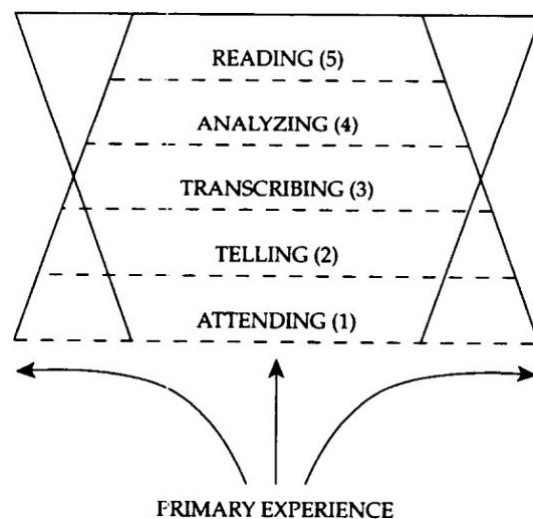 READING (5)
ANALYZING (4)
TRANSCRIBING (3)
TELLING (2)
ATTENDING (1)
PRIMARY EXPERIENCE